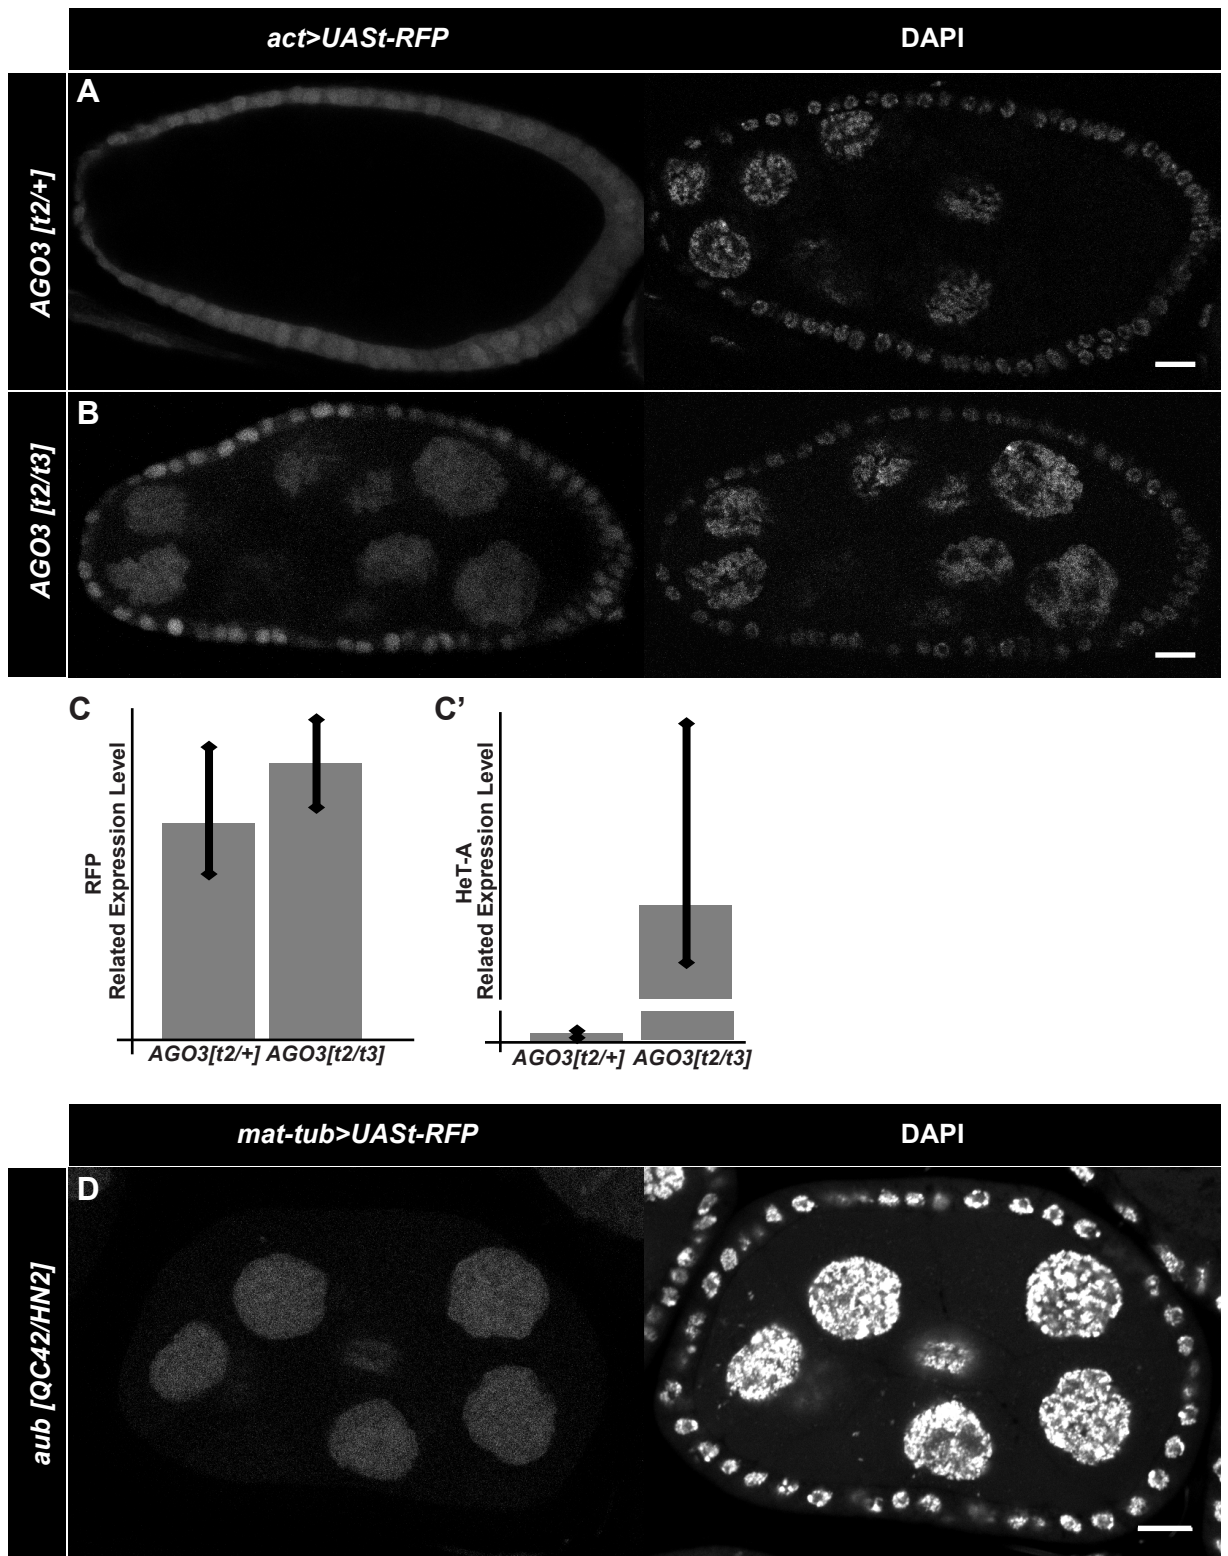 act>UASt-RFP DAPI
AGO3 [t2/+]
A
AGO3 [t2/t3]
B
C
RFP
Related Expression Level
AGO3[t2/+] AGO3[t2/t3]
C’
HeT-A
Related Expression Level
AGO3[t2/+] AGO3[t2/t3]
mat-tub>UASt-RFP DAPI
aub [QC42/HN2]
D